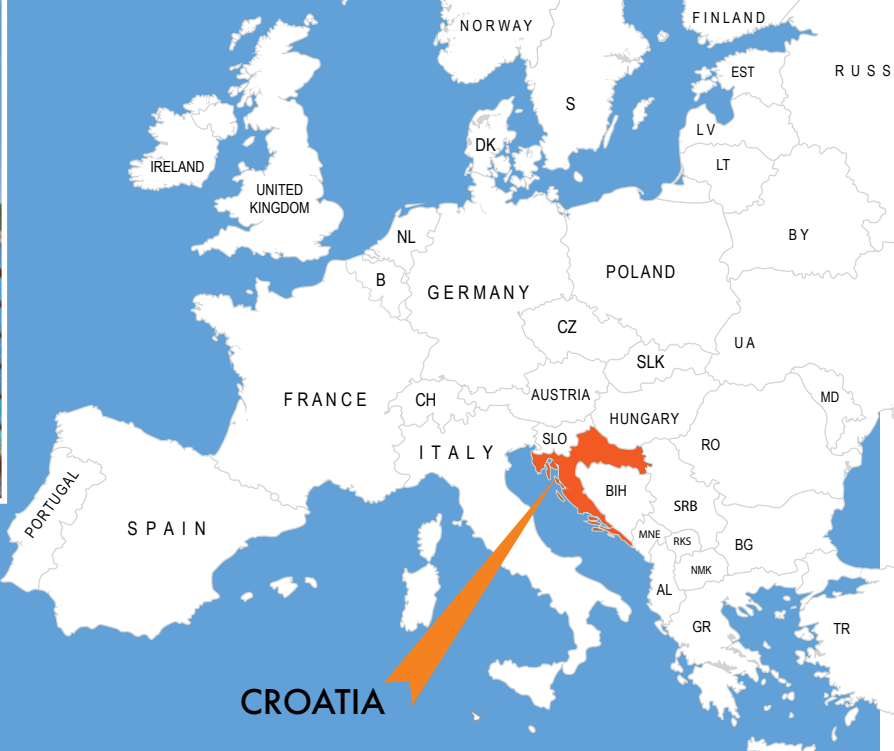 NORWAY
FINLAND
EST
RUSS
S
LV
DK
LT
IRELAND
UNITED
KINGDOM
NL
BY
B
GERMANY
POLAND
CZ
UA
SLK
FRANCE
CH
AUSTRIA
MD
HUNGARY
SLO
ITALY
RO
BIH
PORTUGAL
SPAIN
SRB
MNE
RKS
BG
NMK
AL
GR
TR
CROATIA